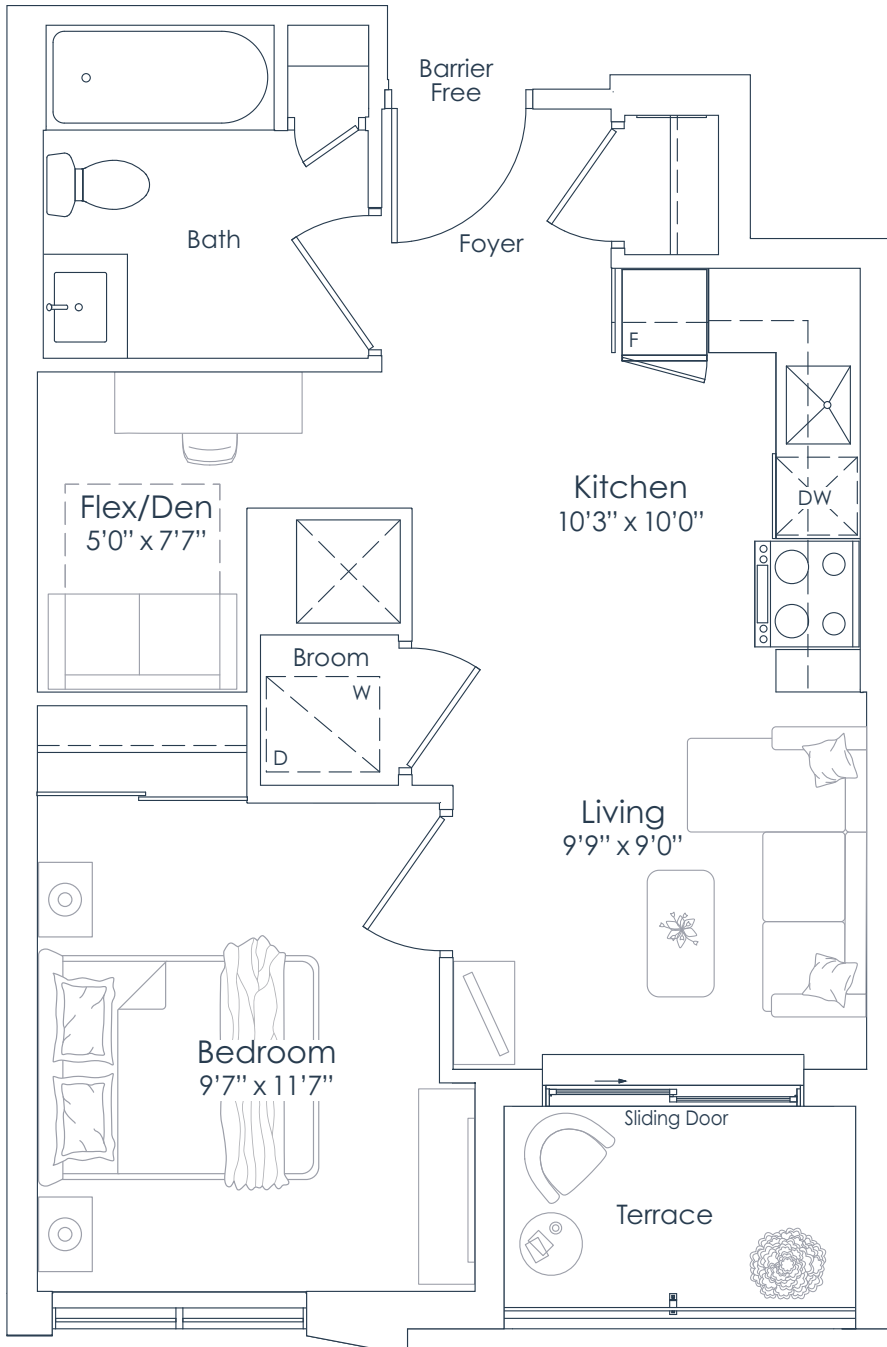 Barrier
Free
Bath
Foyer
F
Flex/Den
5'0” x 7'7”
Kitchen
10'3” x 10'0”
DW
Broom
W
D
Living
9'9” x 9'0”
Bedroom
9'7” x 11'7”
Sliding Door
Terrace